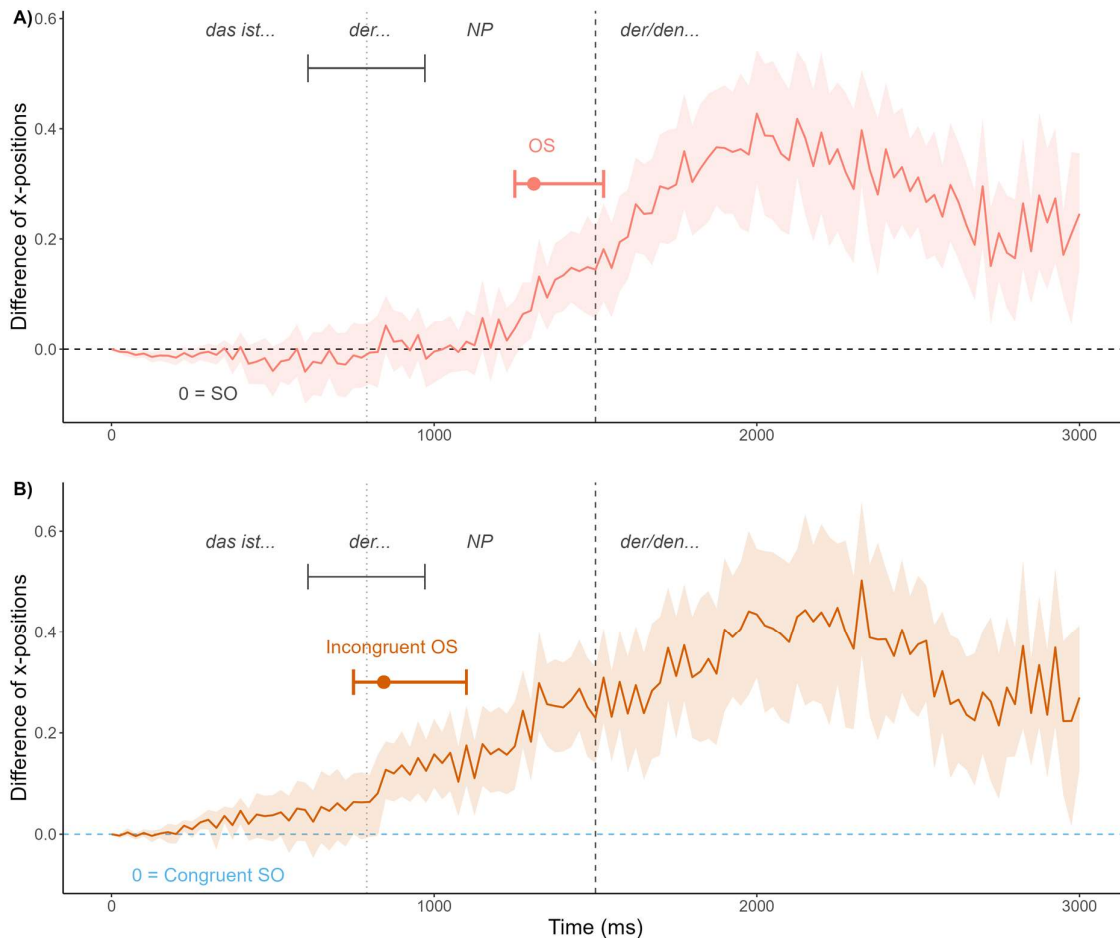 A)
das ist... der... NP der/den...
OS
0 = SO
Difference of x-positions
0.6
0.4
0.2
0.0
0 1000 2000 3000
B)
das ist... der... NP der/den...
Incongruent OS
0 = Congruent SO
Difference of x-positions
0.6
0.4
0.2
0.0
0 1000 2000 3000
Time (ms)